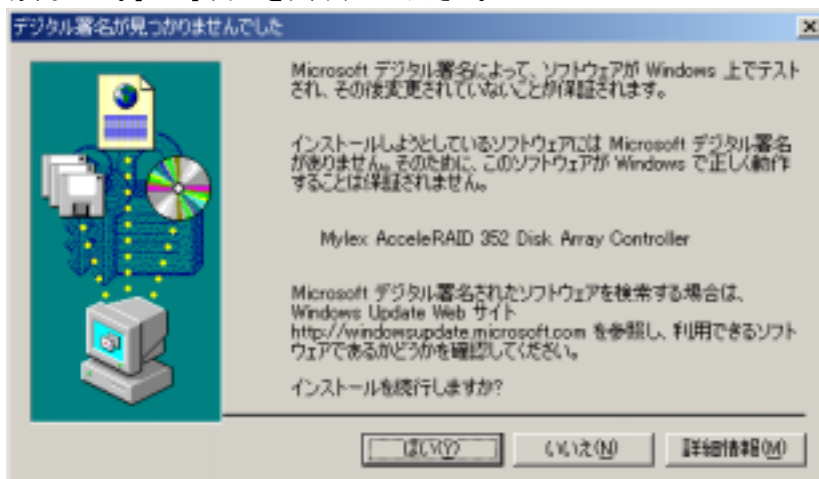 デジタル署名が見つかりませんでした
Microsoft デジタル署名によって、ソフトウェアが Windows 上でテスト
され、その後変更されていないことが保証されます。
インストールしようとしているソフトウェアには Microsoft デジタル署名
がありません。そのために、このソフトウェアが Windows で正しく動作
することは保証されません。
Mylex AcceleRAID 352 Disk Array Controller
Microsoft デジタル署名されたソフトウェアを検索する場合は、
Windows Update Web サイト
http://windowsupdate.microsoft.com を参照し、利用できるソフト
ウェアであるかどうかを確認してください。
インストールを続行しますか?
はい(Y) いいえ(N) 詳細情報(M)